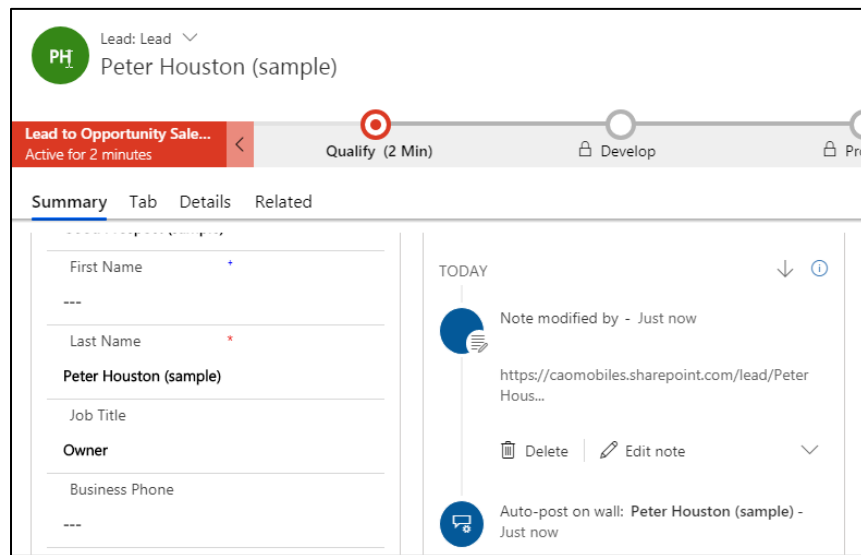 PH
Lead: Lead
Peter Houston (sample)
Lead to Opportunity Sale...
Active for 2 minutes
Qualify (2 Min)
Develop
Pr
Summary Tab Details Related
First Name +
---
Last Name *
Peter Houston (sample)
Job Title
Owner
Business Phone
---
TODAY
Note modified by - Just now
https://caomobiles.sharepoint.com/lead/Peter
Hous...
Delete
Edit note
Auto-post on wall: Peter Houston (sample) -
Just now